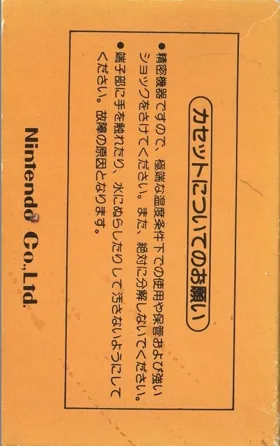 カセットについてのお願い
●精密機器ですので、極端な温度条件下での使用や保管および強い
ショックをさけてください。また、絶対に分解しないでください。
●端子部に手を触れたり、水にぬらしたりして汚さないようにして
ください。故障の原因となります。
Nintendo Co.,Ltd.